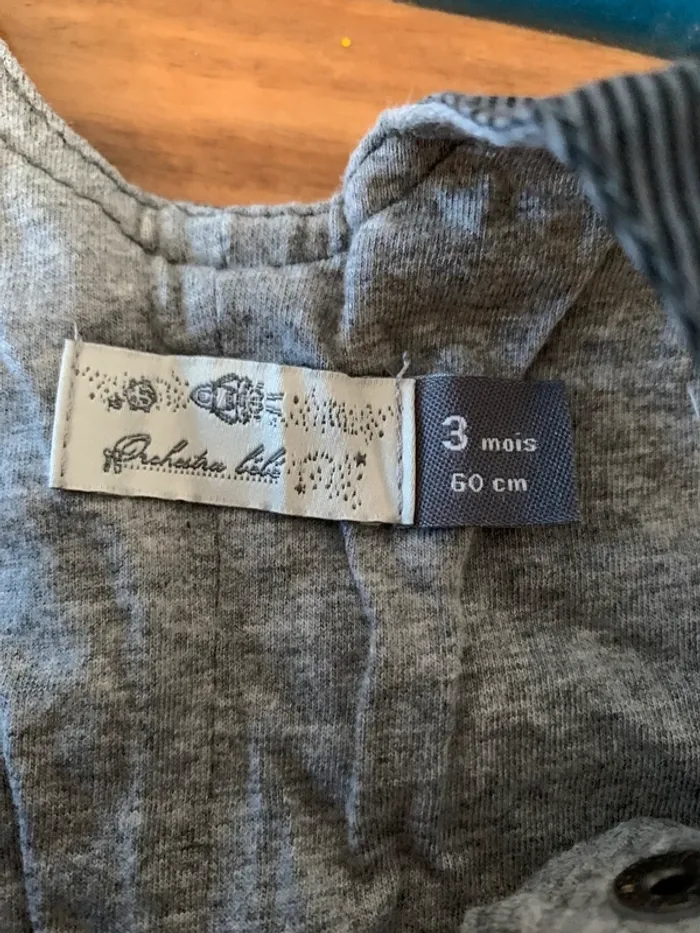 Orchestra bébé
3 mois
60 cm